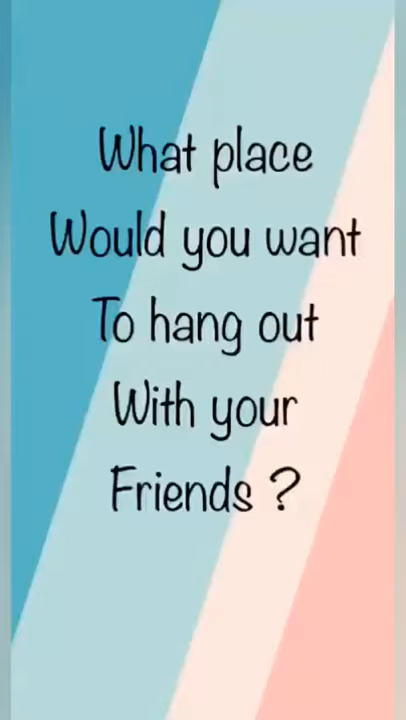 What place
Would you want
To hang out
With your
Friends ?